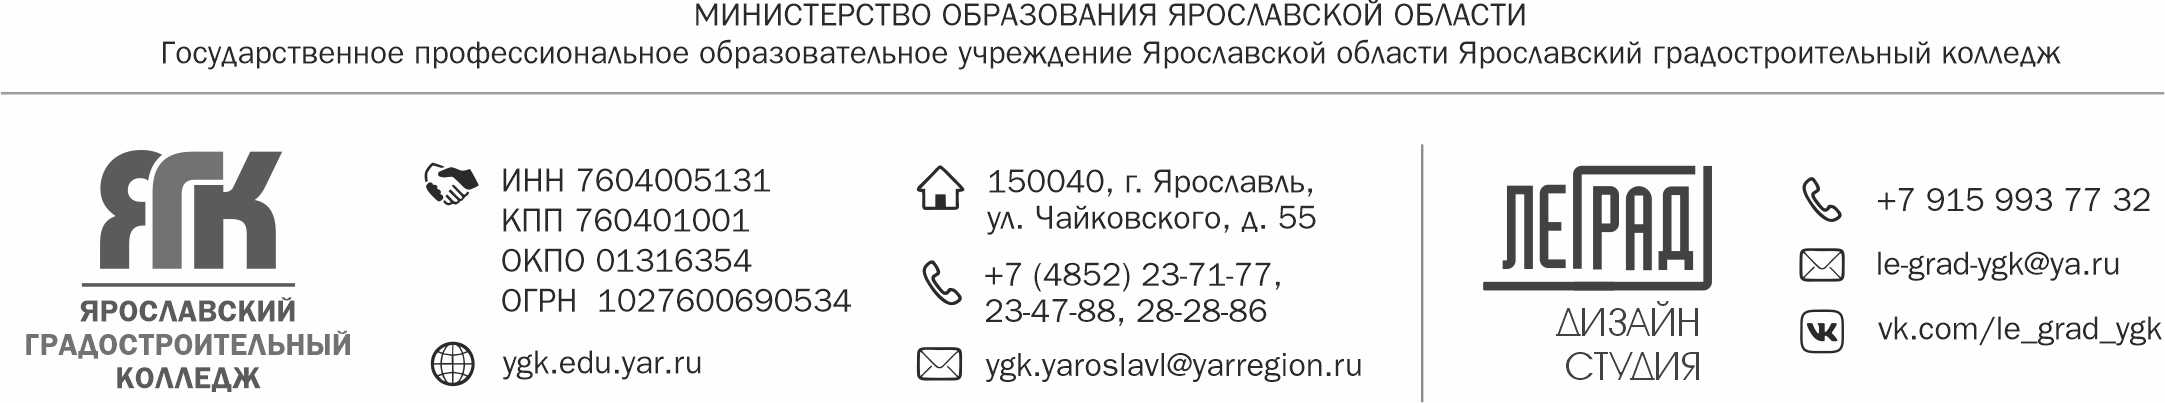 МИНИСТЕРСТВО ОБРАЗОВАНИЯ ЯРОСЛАВСКОЙ ОБЛАСТИ
Государственное профессиональное образовательное учреждение Ярославской области Ярославский градостроительный колледж
ЯГК
ЯРОСЛАВСКИЙ
ГРАДОСТРОИТЕЛЬНЫЙ
КОЛЛЕДЖ
ИНН 7604005131
КПП 760401001
ОКПО 01316354
ОГРН 1027600690534
ygk.edu.yar.ru
150040, г. Ярославль,
ул. Чайковского, д. 55
+7 (4852) 23-71-77,
23-47-88, 28-28-86
ygk.yaroslavl@yarregion.ru
ЛЕГРАД
ДИЗАЙН
СТУДИЯ
+7 915 993 77 32
le-grad-ygk@ya.ru
vk.com/le_grad_ygk